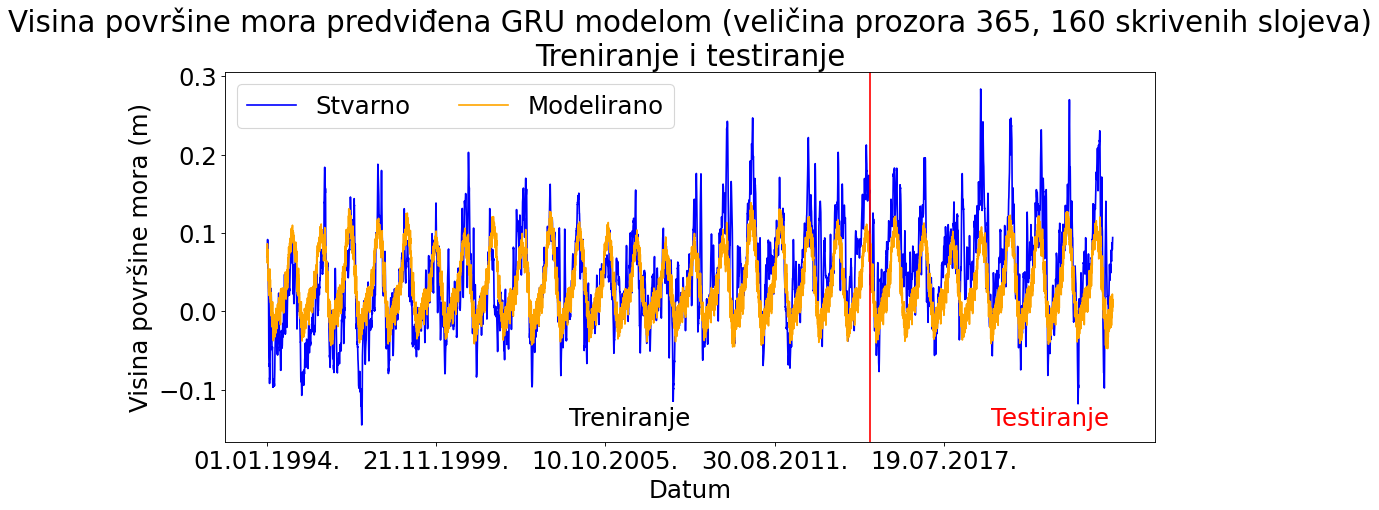 Visina površine mora predviđena GRU modelom (veličina prozora 365, 160 skrivenih slojeva)
Treniranje i testiranje
Stvarno
Modelirano
Visina površine mora (m)
0.3
0.2
0.1
0.0
−0.1
Treniranje
Testiranje
01.01.1994.
21.11.1999.
10.10.2005.
30.08.2011.
19.07.2017.
Datum